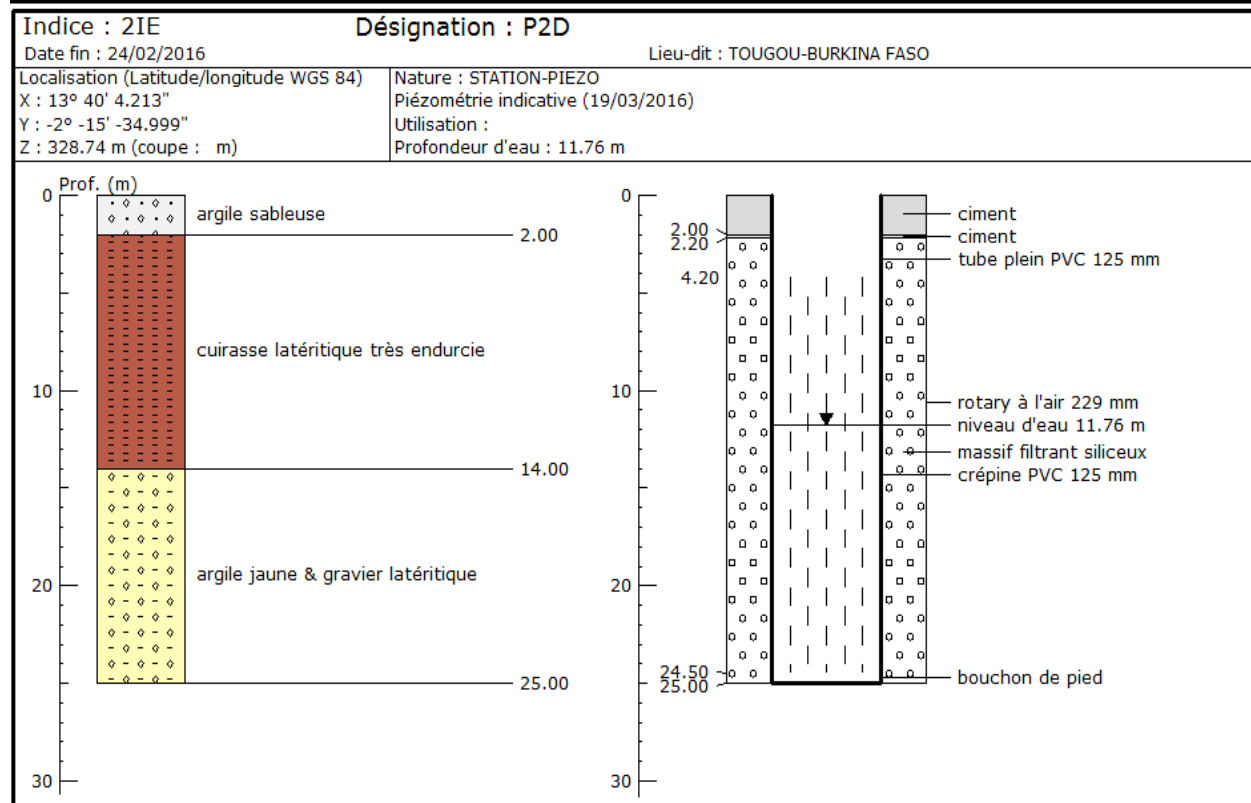 Indice : 2IE Désignation : P2D
Date fin : 24/02/2016 Lieu-dit : TOUGOU-BURKINA FASO
Localisation (Latitude/longitude WGS 84)
X : 13° 40' 4.213"
Y : -2° -15' -34.999"
Z : 328.74 m (coupe : m)
Nature : STATION-PIEZO
Piézométrie indicative (19/03/2016)
Utilisation :
Profondeur d'eau : 11.76 m
Prof. (m)
0
argile sableuse
2.00
cuirasse latéritique très endurcie
10
14.00
argile jaune & gravier latéritique
20
25.00
30
0
ciment
2.00
ciment
2.20
tube plein PVC 125 mm
4.20
10
rotary à l'air 229 mm
niveau d'eau 11.76 m
massif filtrant siliceux
crépine PVC 125 mm
20
24.50
bouchon de pied
25.00
30